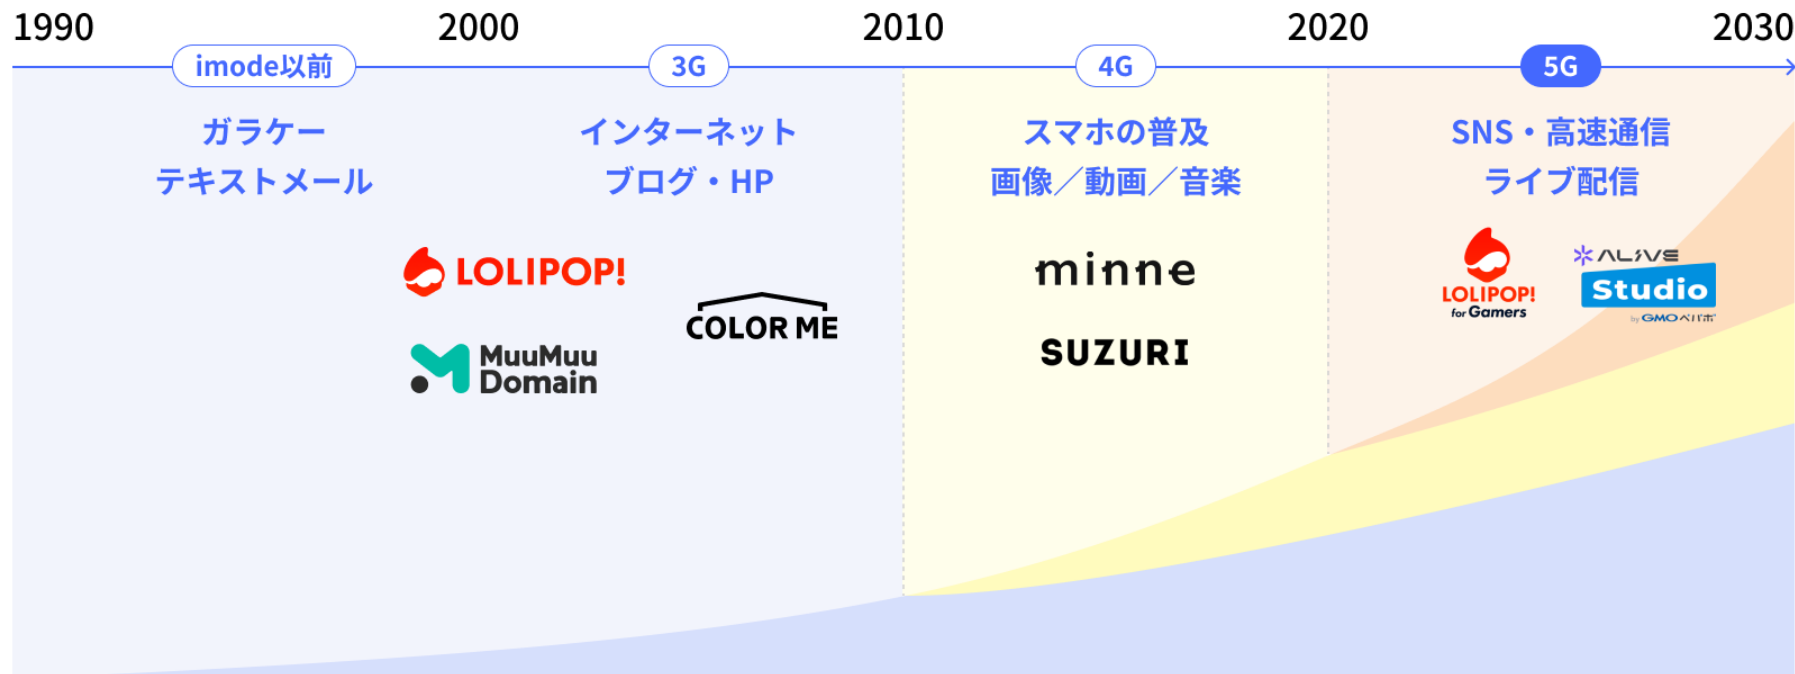 1990 2000 2010 2020 2030
imode以前 3G 4G 5G
ガラケー
テキストメール
インターネット
ブログ・HP
スマホの普及
画像／動画／音楽
SNS・高速通信
ライブ配信
LOLIPOP!
MuuMuu
Domain
COLOR ME
minne
SUZURI
LOLIPOP!
for Gamers
ALIVE
Studio
by GMOペパボ